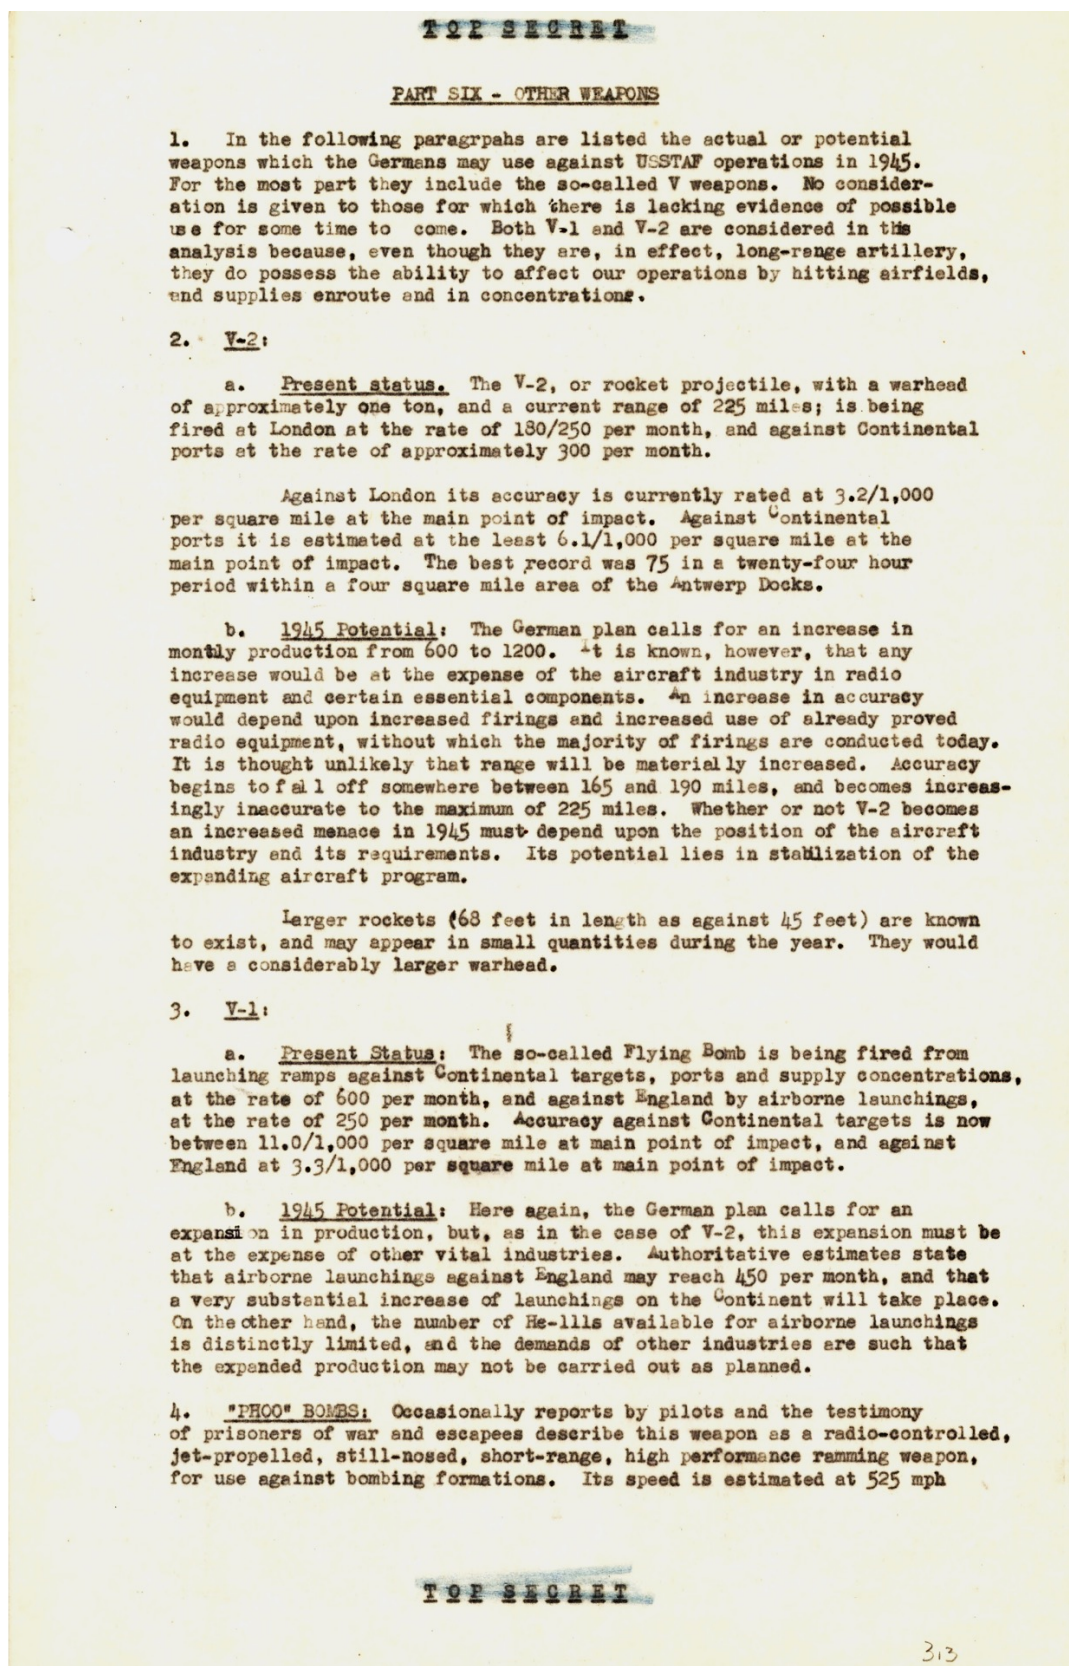 TOP SECRET
PART SIX - OTHER WEAPONS
1. In the following paragrpahs are listed the actual or potential
weapons which the Germans may use against USSTAF operations in 1945.
For the most part they include the so-called V weapons. No consider-
ation is given to those for which there is lacking evidence of possible
use for some time to come. Both V-1 and V-2 are considered in this
analysis because, even though they are, in effect, long-range artillery,
they do possess the ability to affect our operations by hitting airfields,
and supplies enroute and in concentrations.
2. V-2:
a. Present status. The V-2, or rocket projectile, with a warhead
of approximately one ton, and a current range of 225 miles; is being
fired at London at the rate of 180/250 per month, and against Continental
ports at the rate of approximately 300 per month.
Against London its accuracy is currently rated at 3.2/1,000
per square mile at the main point of impact. Against Continental
ports it is estimated at the least 6.1/1,000 per square mile at the
main point of impact. The best record was 75 in a twenty-four hour
period within a four square mile area of the Antwerp Docks.
b. 1945 Potential: The German plan calls for an increase in
montly production from 600 to 1200. It is known, however, that any
increase would be at the expense of the aircraft industry in radio
equipment and certain essential components. An increase in accuracy
would depend upon increased firings and increased use of already proved
radio equipment, without which the majority of firings are conducted today.
It is thought unlikely that range will be materially increased. Accuracy
begins to fall off somewhere between 165 and 190 miles, and becomes increas-
ingly inaccurate to the maximum of 225 miles. Whether or not V-2 becomes
an increased menace in 1945 must depend upon the position of the aircraft
industry and its requirements. Its potential lies in stabilization of the
expanding aircraft program.
Larger rockets (68 feet in length as against 45 feet) are known
to exist, and may appear in small quantities during the year. They would
have a considerably larger warhead.
3. V-1:
a. Present Status: The so-called Flying Bomb is being fired from
launching ramps against Continental targets, ports and supply concentrations,
at the rate of 600 per month, and against England by airborne launchings,
at the rate of 250 per month. Accuracy against Continental targets is now
between 11.0/1,000 per square mile at main point of impact, and against
England at 3.3/1,000 per square mile at main point of impact.
b. 1945 Potential: Here again, the German plan calls for an
expansion in production, but, as in the case of V-2, this expansion must be
at the expense of other vital industries. Authoritative estimates state
that airborne launchings against England may reach 450 per month, and that
a very substantial increase of launchings on the Continent will take place.
On the other hand, the number of He-111s available for airborne launchings
is distinctly limited, and the demands of other industries are such that
the expanded production may not be carried out as planned.
4. "PHOO" BOMBS: Occasionally reports by pilots and the testimony
of prisoners of war and escapees describe this weapon as a radio-controlled,
jet-propelled, still-nosed, short-range, high performance ramming weapon,
for use against bombing formations. Its speed is estimated at 525 mph
TOP SECRET
313